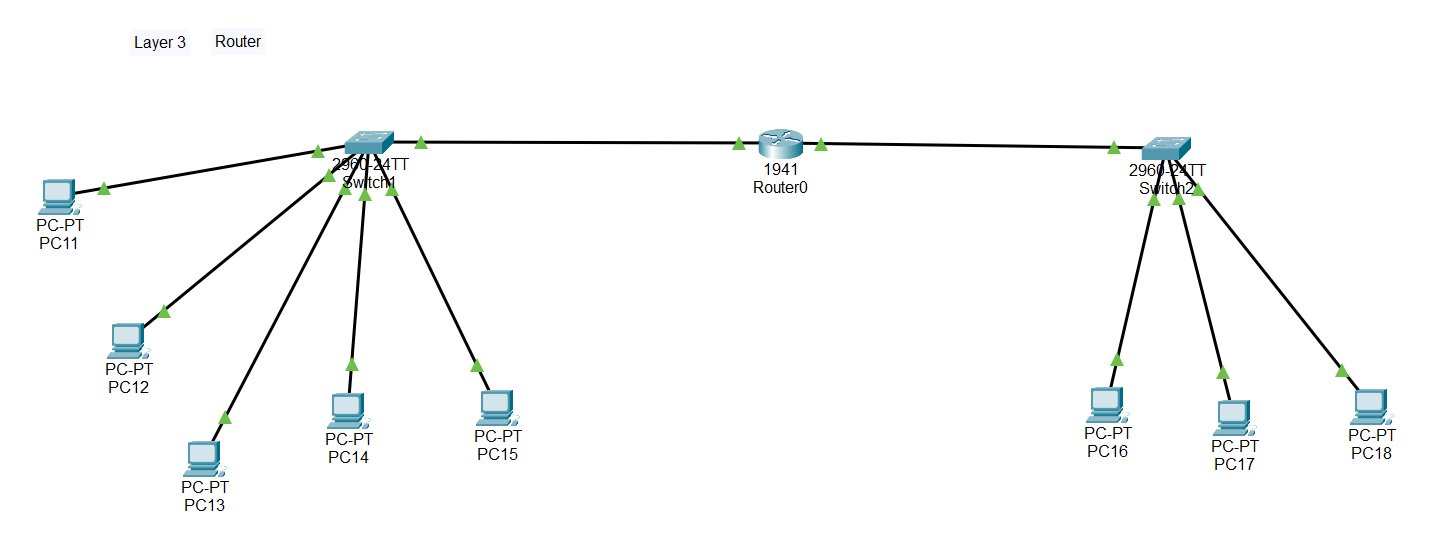 Layer 3 Router
2960-24TT
Switch1
1941
Router0
2960-24TT
Switch2
PC-PT
PC11
PC-PT
PC12
PC-PT
PC13
PC-PT
PC14
PC-PT
PC15
PC-PT
PC16
PC-PT
PC17
PC-PT
PC18